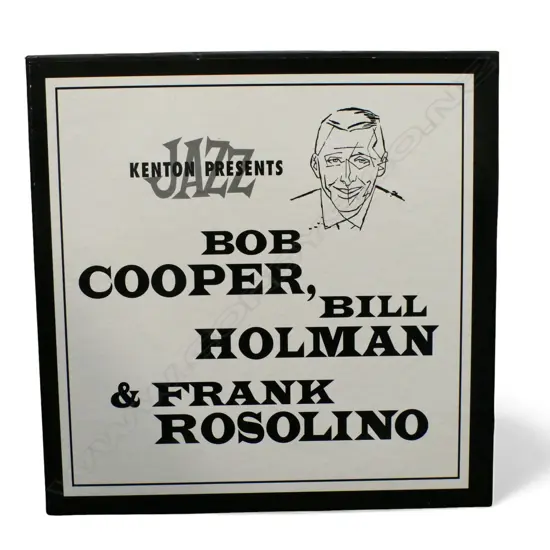 KENTON JAZZ PRESENTS
BOB
COOPER,
BILL
HOLMAN
& FRANK
ROSOLINO